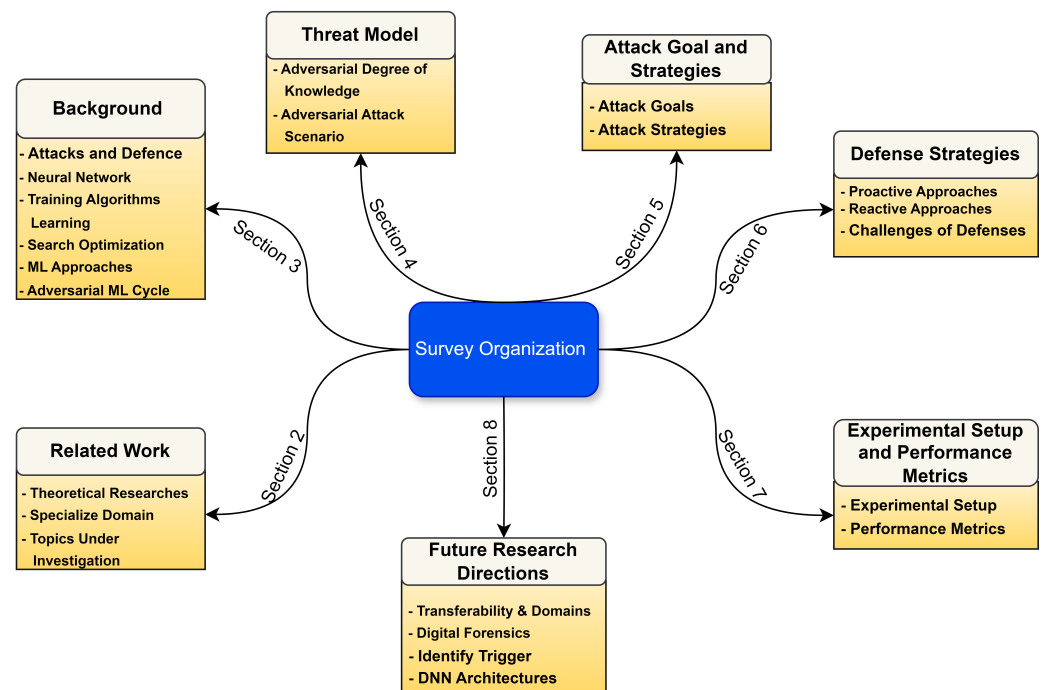 Threat Model
- Adversarial Degree of
Knowledge
- Adversarial Attack
Scenario
Attack Goal and
Strategies
- Attack Goals
- Attack Strategies
Background
- Attacks and Defence
- Neural Network
- Training Algorithms
Learning
- Search Optimization
- ML Approaches
- Adversarial ML Cycle
Defense Strategies
- Proactive Approaches
- Reactive Approaches
- Challenges of Defenses
Section 3
Section 4
Section 5
Section 6
Survey Organization
Related Work
- Theoretical Researches
- Specialize Domain
- Topics Under
Investigation
Section 2
Section 8
Section 7
Experimental Setup
and Performance
Metrics
- Experimental Setup
- Performance Metrics
Future Research
Directions
- Transferability & Domains
- Digital Forensics
- Identify Trigger
- DNN Architectures